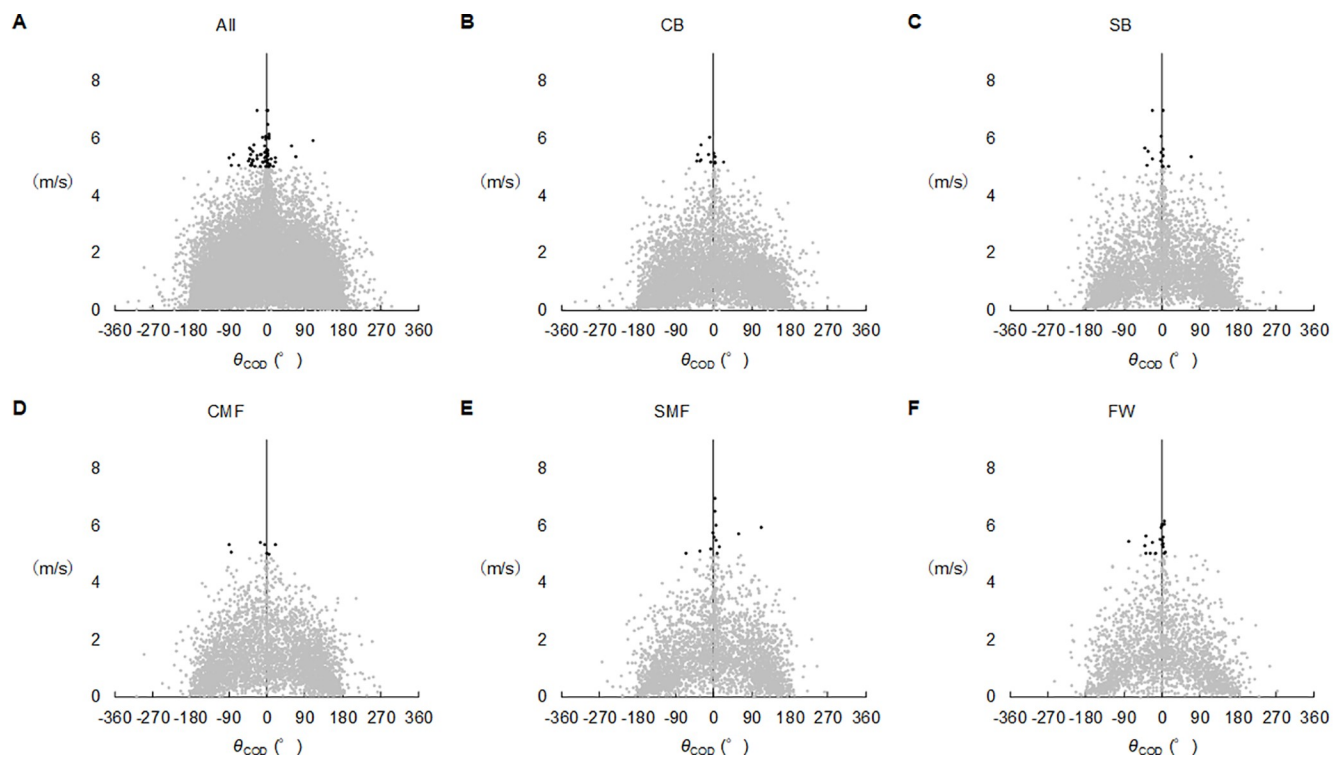 A All B CB C SB
8 8 8
6 6 6
(m/s) 4 (m/s) 4 (m/s) 4
2 2 2
0 0 0
-360 -270 -180 -90 0 90 180 270 360 -360 -270 -180 -90 0 90 180 270 360 -360 -270 -180 -90 0 90 180 270 360
θCOD (°) θCOD (°) θCOD (°)
D CMF E SMF F FW
8 8 8
6 6 6
(m/s) 4 (m/s) 4 (m/s) 4
2 2 2
0 0 0
-360 -270 -180 -90 0 90 180 270 360 -360 -270 -180 -90 0 90 180 270 360 -360 -270 -180 -90 0 90 180 270 360
θCOD (°) θCOD (°) θCOD (°)